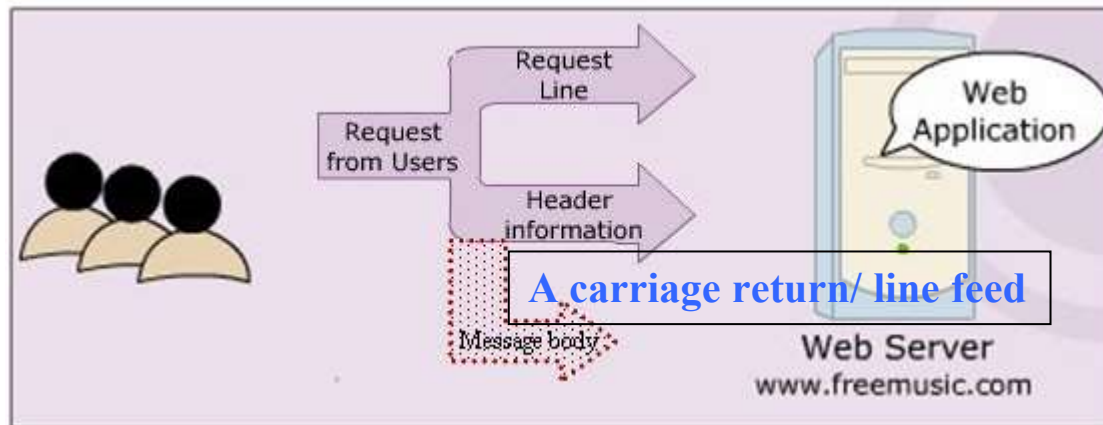 Request
Line
Web
Application
Request
from Users
Header
information
A carriage return/ line feed
Message body
Web Server
www.freemusic.com